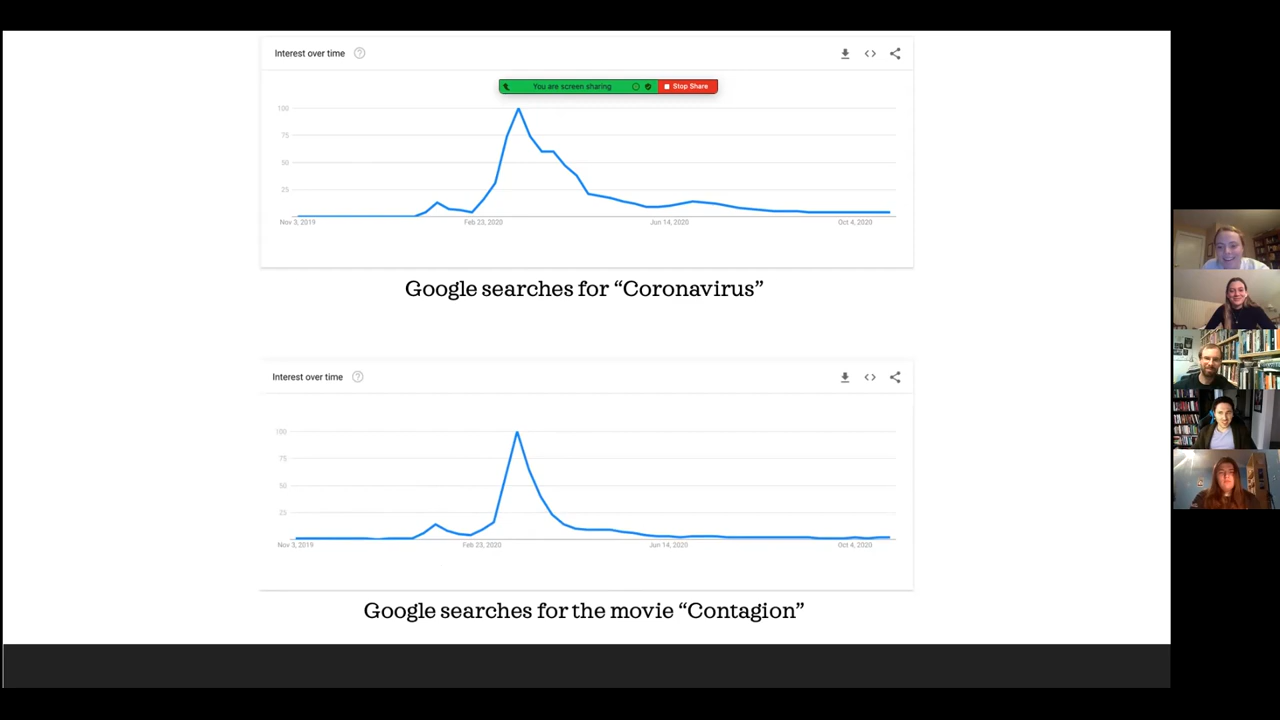 Interest over time
You are screen sharing Stop Share
100
75
50
25
Nov 3, 2019 Feb 23, 2020 Jun 14, 2020 Oct 4, 2020
Google searches for “Coronavirus”
Interest over time
100
75
50
25
Nov 3, 2019 Feb 23, 2020 Jun 14, 2020 Oct 4, 2020
Google searches for the movie “Contagion”